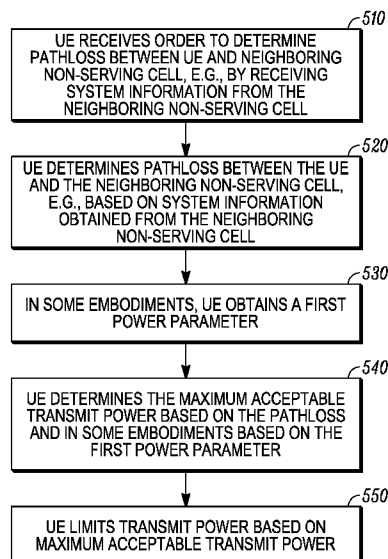 510
UE RECEIVES ORDER TO DETERMINE
PATHLOSS BETWEEN UE AND NEIGHBORING
NON-SERVING CELL, E.G., BY RECEIVING
SYSTEM INFORMATION FROM THE
NEIGHBORING NON-SERVING CELL
520
UE DETERMINES PATHLOSS BETWEEN THE UE
AND THE NEIGHBORING NON-SERVING CELL,
E.G., BASED ON SYSTEM INFORMATION
OBTAINED FROM THE NEIGHBORING
NON-SERVING CELL
530
IN SOME EMBODIMENTS, UE OBTAINS A FIRST
POWER PARAMETER
540
UE DETERMINES THE MAXIMUM ACCEPTABLE
TRANSMIT POWER BASED ON THE PATHLOSS
AND IN SOME EMBODIMENTS BASED ON THE
FIRST POWER PARAMETER
550
UE LIMITS TRANSMIT POWER BASED ON
MAXIMUM ACCEPTABLE TRANSMIT POWER